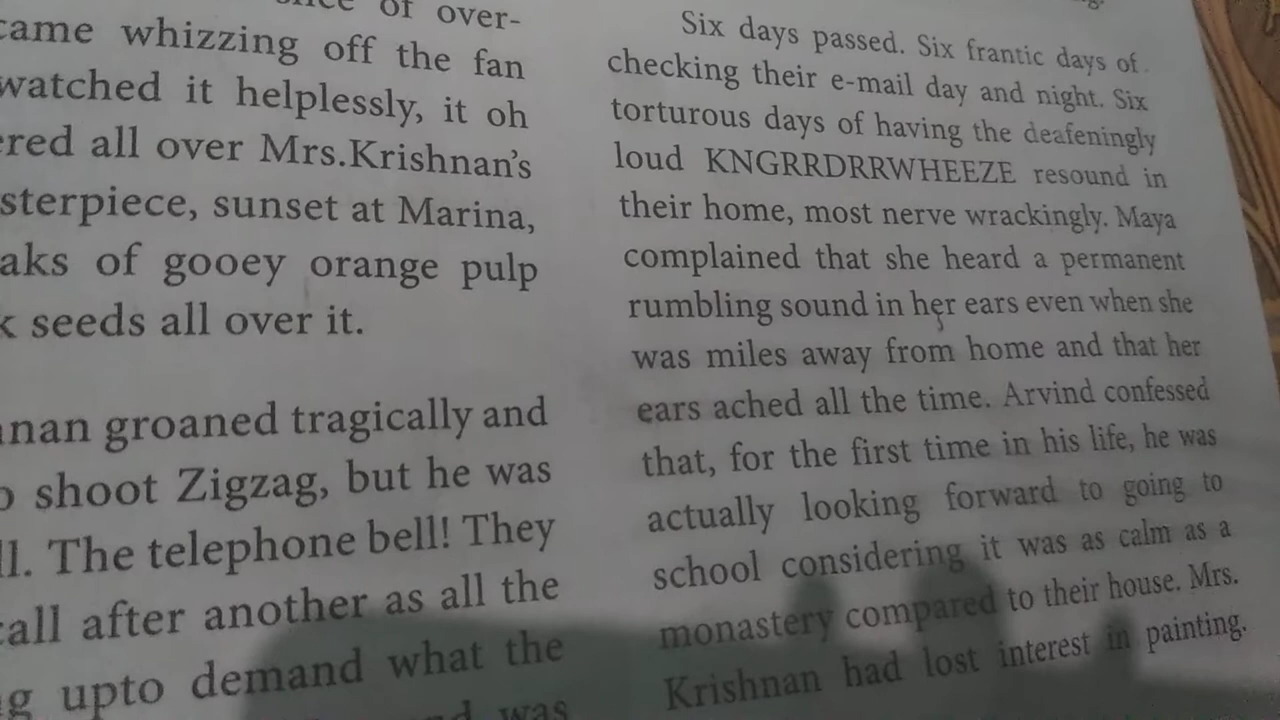 of over-
came whizzing off the fan
watched it helplessly, it oh
all over Mrs.Krishnan's
sunset at Marina,
of gooey orange pulp
seeds all over it.
groaned tragically and
shoot Zigzag, but he was
The telephone bell! They
after another as all the
upto demand what the
was
Six days passed. Six frantic days of
checking their e-mail day and night. Six
torturous days of having the deafeningly
loud KNGRRDRRWHEEZE resound in
their home, most nerve wrackingly. Maya
complained that she heard a permanent
rumbling sound in her ears even when she
was miles away from home and that her
ears ached all the time. Arvind confessed
that, for the first time in his life, he was
actually looking forward to going to
school considering it was as calm as a
monastery compared to their house. Mrs.
Krishnan had lost interest in painting.